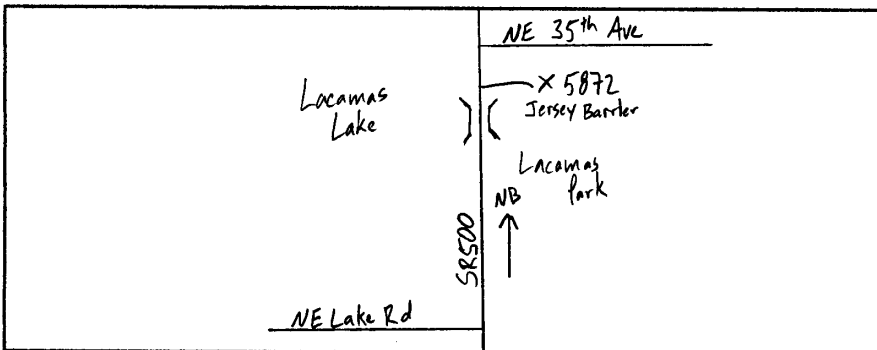 NE 35th Ave
X 5872
Jersey Barrier
Lacamas
Lake
Lacamas
Park
NB
SR500
NE Lake Rd